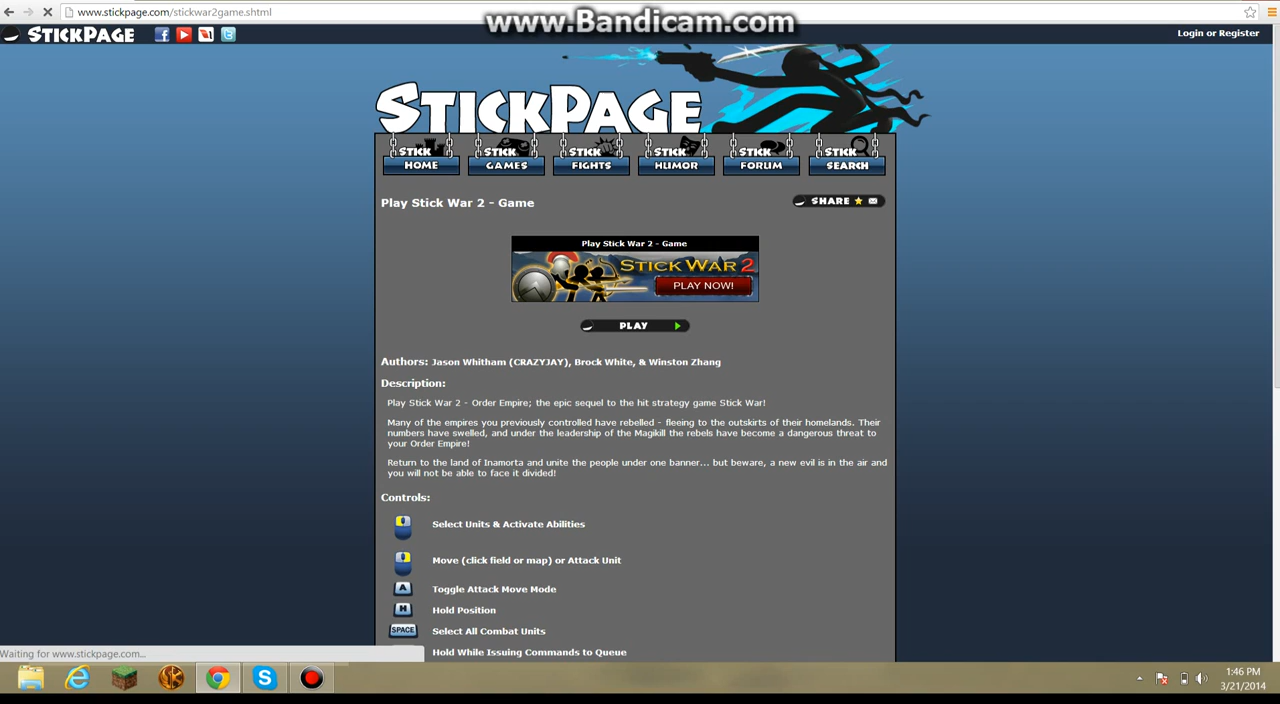 www.stickpage.com/stickwar2game.shtml
www.Bandicam.com
STICKPAGE
Login or Register
STICKPAGE
STICK HOME STICK GAMES STICK FIGHTS STICK HUMOR STICK FORUM STICK SEARCH
Play Stick War 2 - Game
SHARE
Play Stick War 2 - Game
STICK WAR 2
PLAY NOW!
PLAY
Authors: Jason Whitham (CRAZYJAY), Brock White, & Winston Zhang
Description:
Play Stick War 2 - Order Empire; the epic sequel to the hit strategy game Stick War!
Many of the empires you previously controlled have rebelled - fleeing to the outskirts of their homelands. Their
numbers have swelled, and under the leadership of the Magikill the rebels have become a dangerous threat to
your Order Empire!
Return to the land of Inamorta and unite the people under one banner... but beware, a new evil is in the air and
you will not be able to face it divided!
Controls:
Select Units & Activate Abilities
Move (click field or map) or Attack Unit
A Toggle Attack Move Mode
H Hold Position
SPACE Select All Combat Units
Hold While Issuing Commands to Queue
Waiting for www.stickpage.com...
1:46 PM
3/21/2014